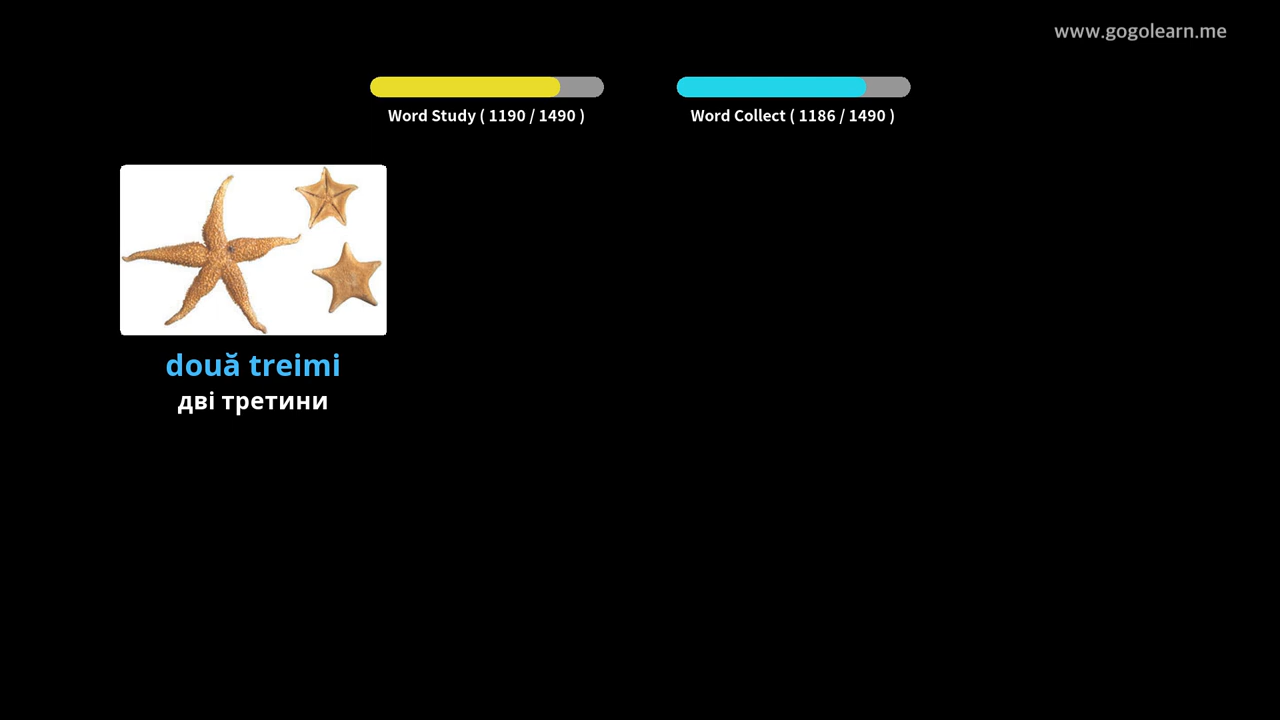 www.gogolearn.me
Word Study ( 1190 / 1490 )
Word Collect ( 1186 / 1490 )
două treimi
дві третини